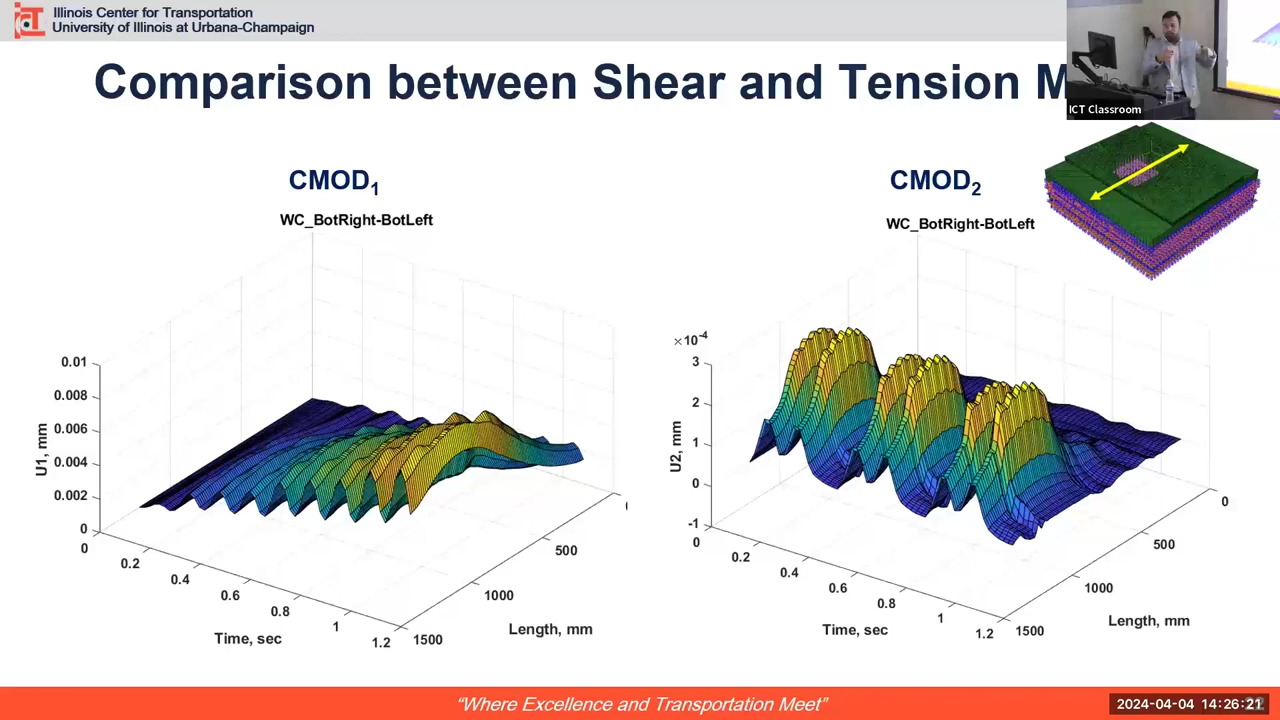 ICT
Illinois Center for Transportation
University of Illinois at Urbana-Champaign
Comparison between Shear and Tension M
ICT Classroom
CMOD1
WC_BotRight-BotLeft
0.01
0.008
0.006
0.004
0.002
0
U1, mm
0
0.2
0.4
0.6
0.8
1
1.2
Time, sec
500
1000
1500
Length, mm
CMOD2
WC_BotRight-BotLeft
×10-4
3
2
1
0
-1
U2, mm
0
0.2
0.4
0.6
0.8
1
1.2
Time, sec
0
500
1000
1500
Length, mm
“Where Excellence and Transportation Meet”
2024-04-04 14:26:21